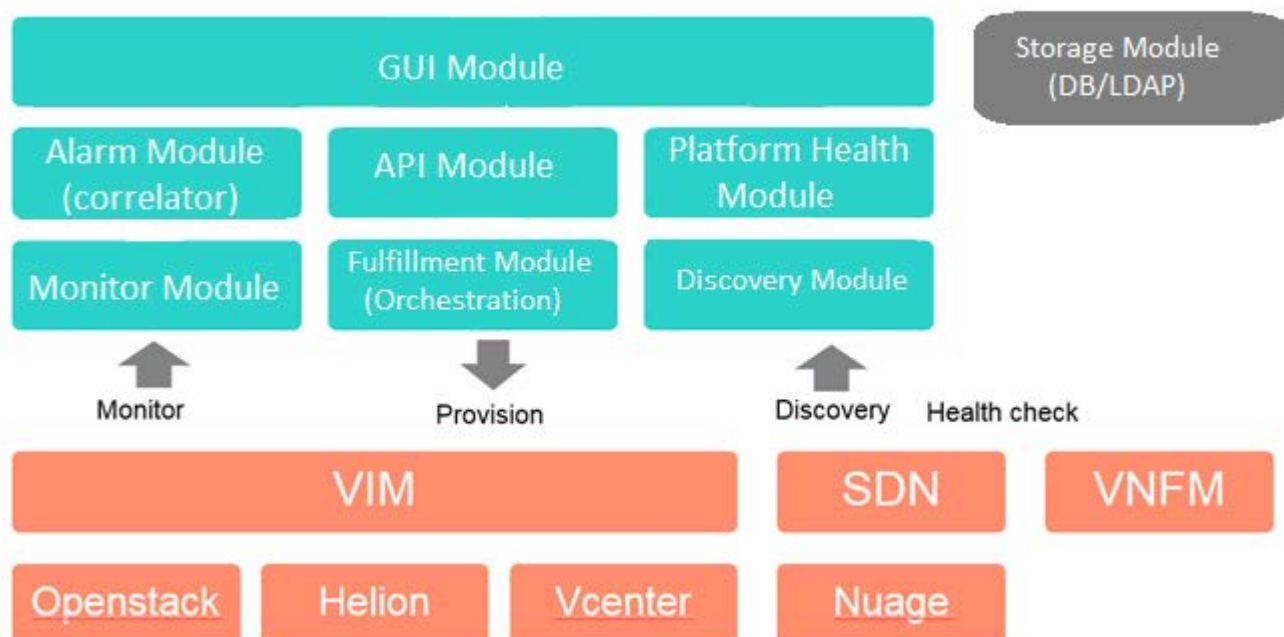 GUI Module
Storage Module
(DB/LDAP)
Alarm Module
(correlator)
API Module
Platform Health
Module
Monitor Module
Fulfillment Module
(Orchestration)
Discovery Module
Monitor
Provision
Discovery
Health check
VIM
SDN
VNFM
Openstack
Helion
Vcenter
Nuage